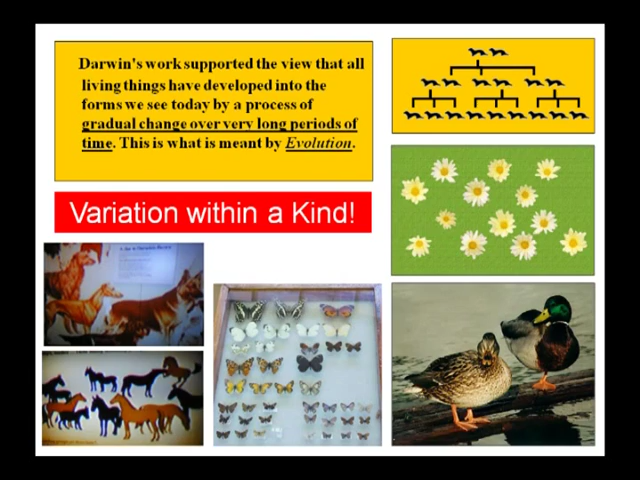 Darwin's work supported the view that all
living things have developed into the
forms we see today by a process of
gradual change over very long periods of
time. This is what is meant by Evolution.
Variation within a Kind!